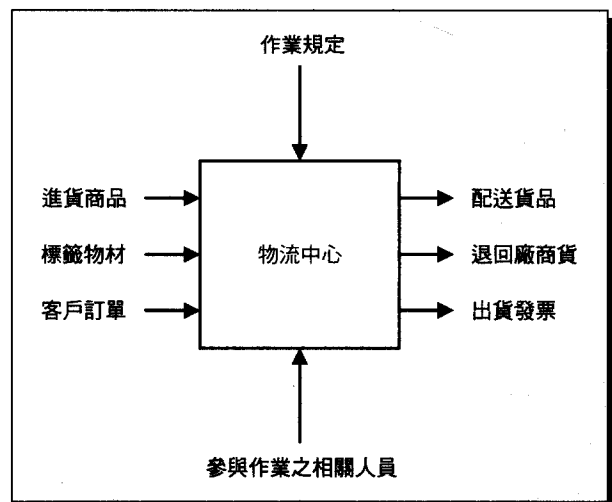 作業規定
進貨商品
標籤物材
客戶訂單
物流中心
配送貨品
退回廠商貨
出貨發票
參與作業之相關人員